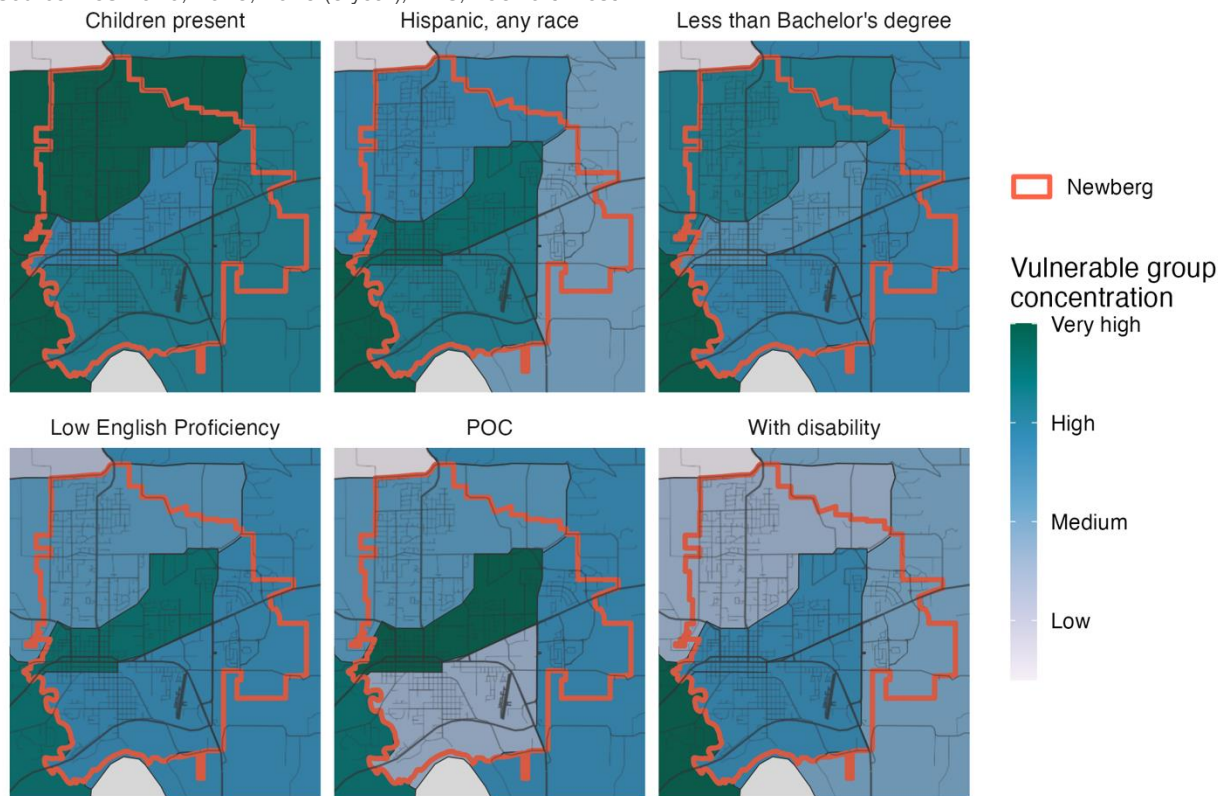 Children present
Hispanic, any race
Less than Bachelor's degree
Newberg
Vulnerable group
concentration
Very high
High
Medium
Low
Low English Proficiency
POC
With disability